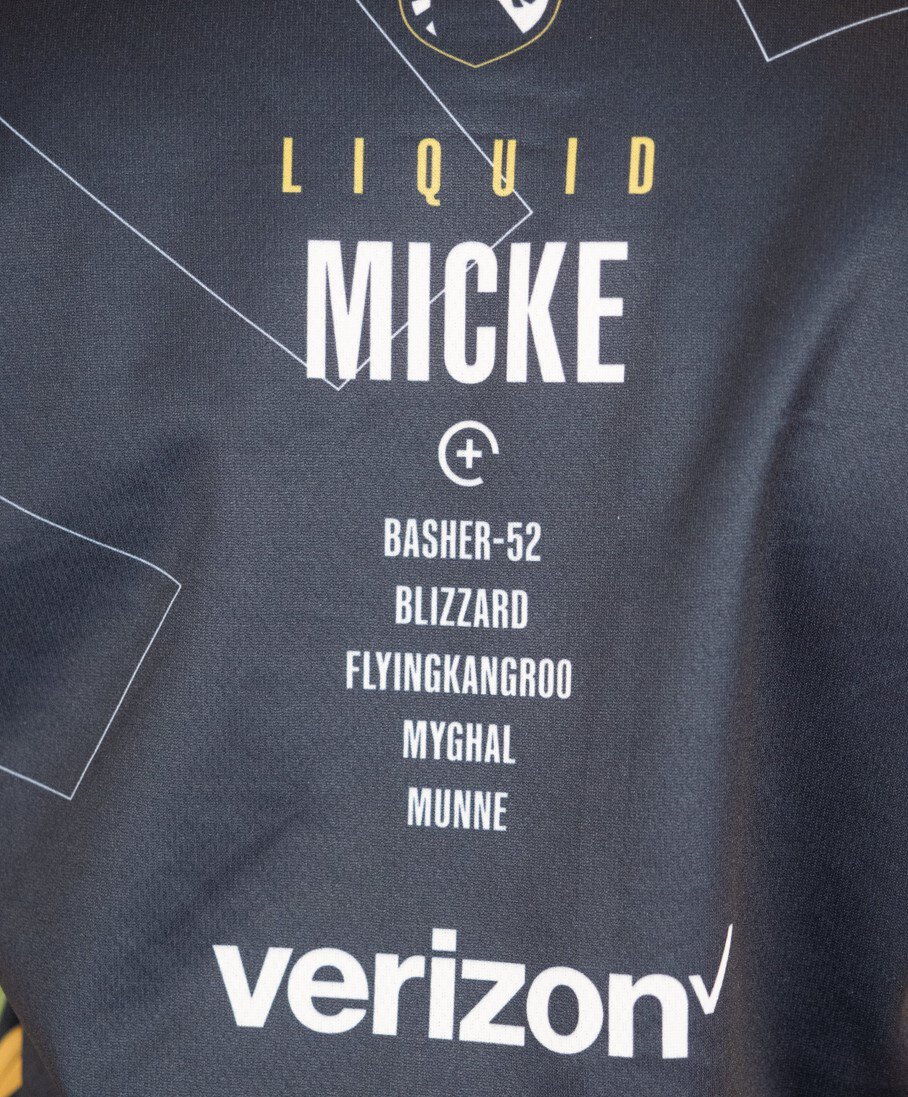 LIQUID
MICKE
BASHER-52
BLIZZARD
FLYINGKANGROO
MYGHAL
MUNNE
verizon